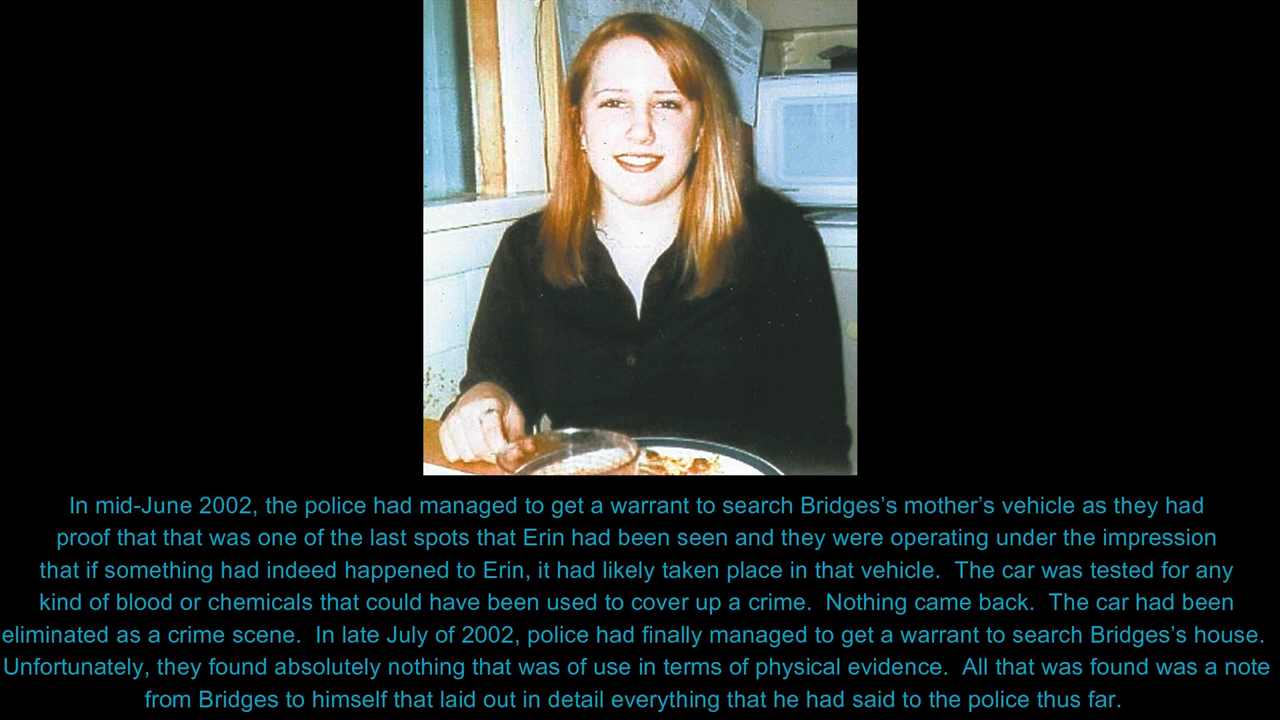 In mid-June 2002, the police had managed to get a warrant to search Bridges’s mother’s vehicle as they had
proof that that was one of the last spots that Erin had been seen and they were operating under the impression
that if something had indeed happened to Erin, it had likely taken place in that vehicle.  The car was tested for any
kind of blood or chemicals that could have been used to cover up a crime.  Nothing came back.  The car had been
eliminated as a crime scene.  In late July of 2002, police had finally managed to get a warrant to search Bridges’s house.
Unfortunately, they found absolutely nothing that was of use in terms of physical evidence.  All that was found was a note
from Bridges to himself that laid out in detail everything that he had said to the police thus far.